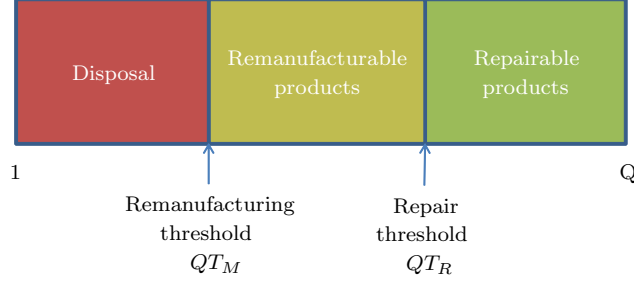 Disposal
Remanufacturable
products
Repairable
products
1
Q
Remanufacturing
threshold
QT_M
Repair
threshold
QT_R